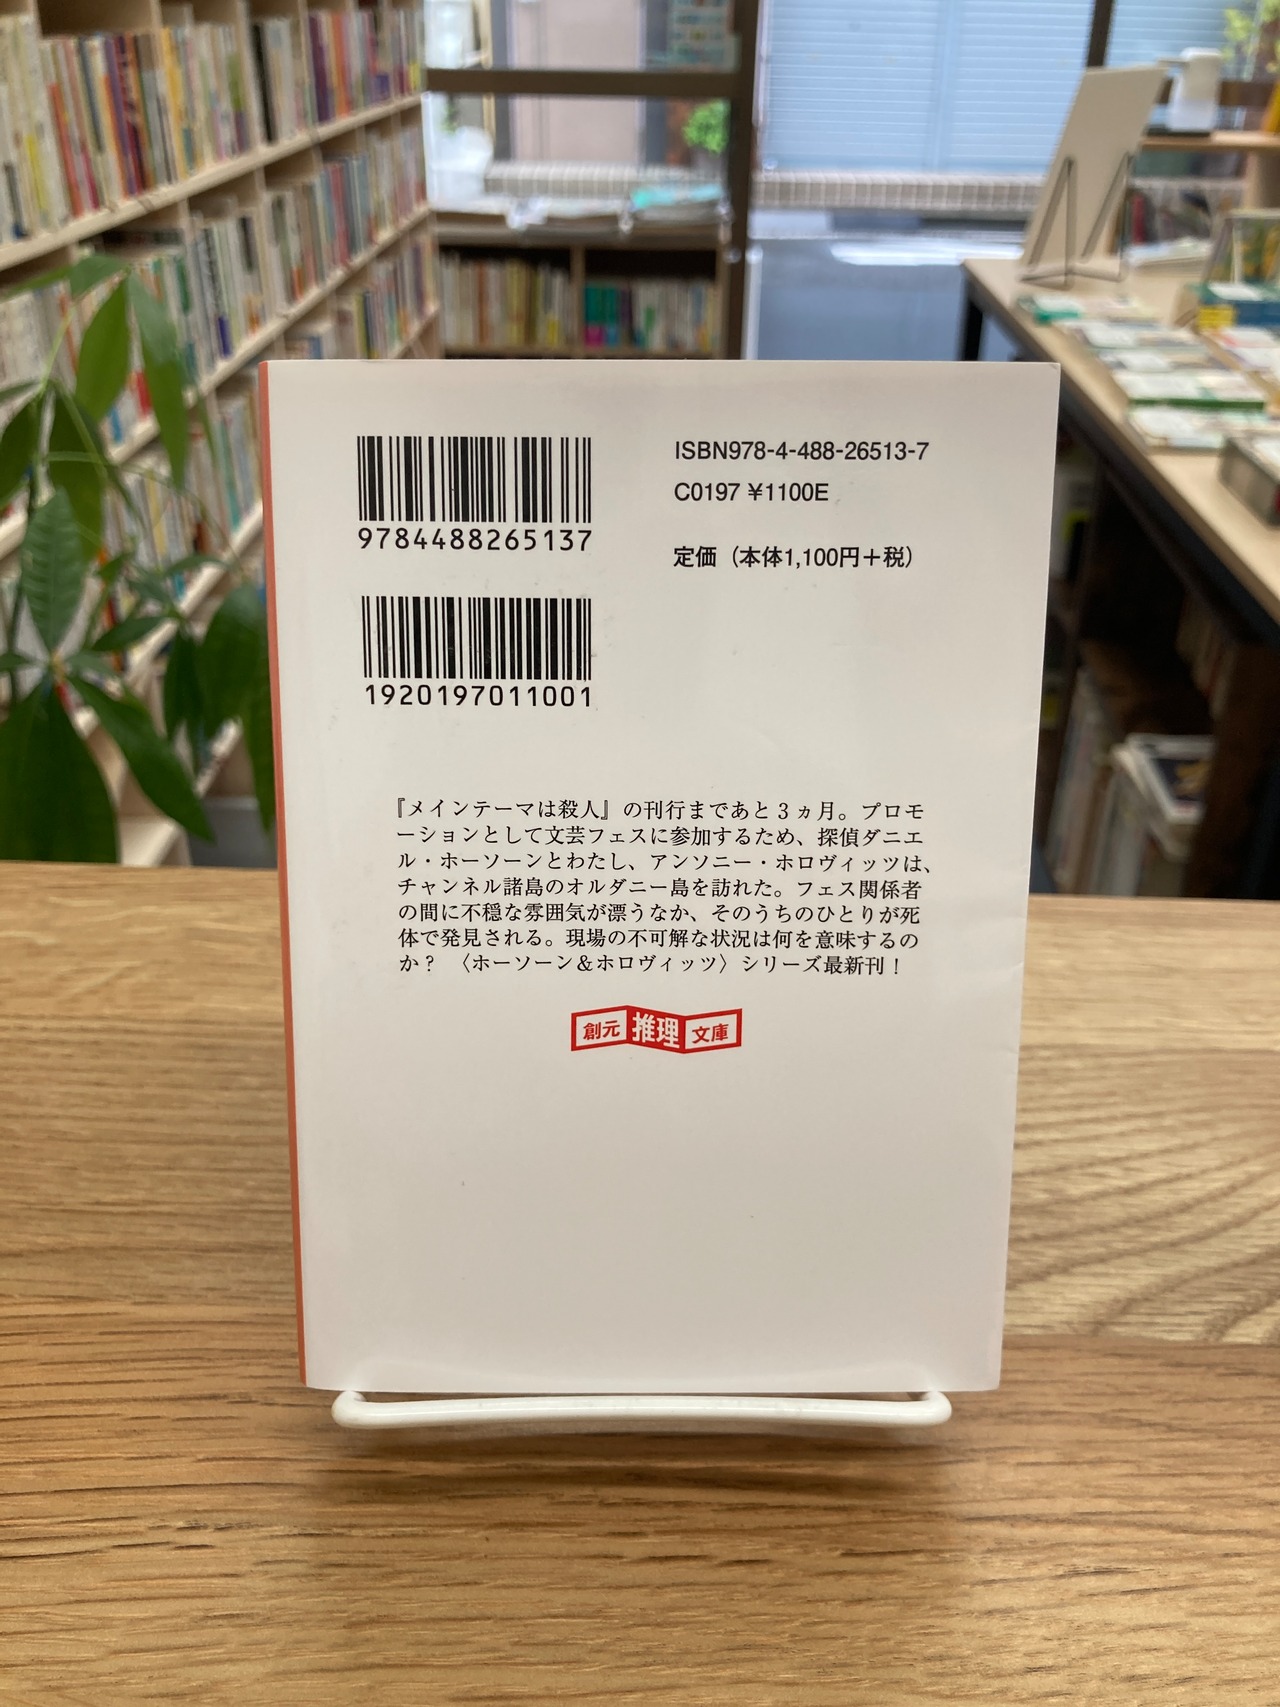 ISBN978-4-488-26513-7
C0197 ¥1100E
定価（本体1,100円＋税）
9784488265137
1920197011001
『メインテーマは殺人』の刊行まであと３ヵ月。プロモ
ーションとして文芸フェスに参加するため、探偵ダニエ
ル・ホーソーンとわたし、アンソニー・ホロヴィッツは、
チャンネル諸島のオルダニー島を訪れた。フェス関係者
の間に不穏な雰囲気が漂うなか、そのうちのひとりが死
体で発見される。現場の不可解な状況は何を意味するの
か？　〈ホーソーン＆ホロヴィッツ〉シリーズ最新刊！
創元推理文庫